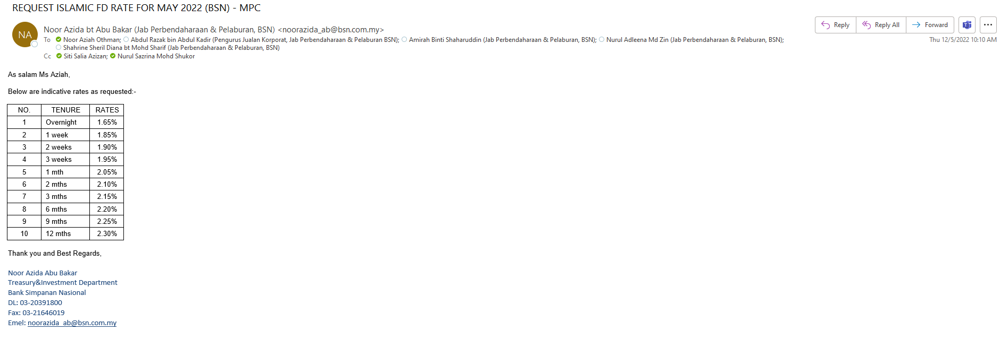 REQUEST ISLAMIC FD RATE FOR MAY 2022 (BSN) - MPC
NA
Noor Azida bt Abu Bakar (Jab Perbendaharaan & Pelaburan, BSN) <noorazida_ab@bsn.com.my>
Reply Reply All Forward
To Noor Aziah Othman; Abdul Razak bin Abdul Kadir (Pengurus Jualan Korporat, Jab Perbendaharaan & Pelaburan BSN); Amirah Binti Shaharuddin (Jab Perbendaharaan & Pelaburan, BSN); Nurul Adleena Md Zin (Jab Perbendaharaan & Pelaburan, BSN);
Thu 12/5/2022 10:10 AM
Shahrine Sheril Diana bt Mohd Sharif (Jab Perbendaharaan & Pelaburan, BSN)
Cc Siti Salia Azizan; Nurul Sazrina Mohd Shukor
As salam Ms Aziah,
Below are indicative rates as requested:-
NO. TENURE RATES
1 Overnight 1.65%
2 1 week 1.85%
3 2 weeks 1.90%
4 3 weeks 1.95%
5 1 mth 2.05%
6 2 mths 2.10%
7 3 mths 2.15%
8 6 mths 2.20%
9 9 mths 2.25%
10 12 mths 2.30%
Thank you and Best Regards,
Noor Azida Abu Bakar
Treasury&Investment Department
Bank Simpanan Nasional
DL: 03-20391800
Fax: 03-21646019
Emel: noorazida_ab@bsn.com.my